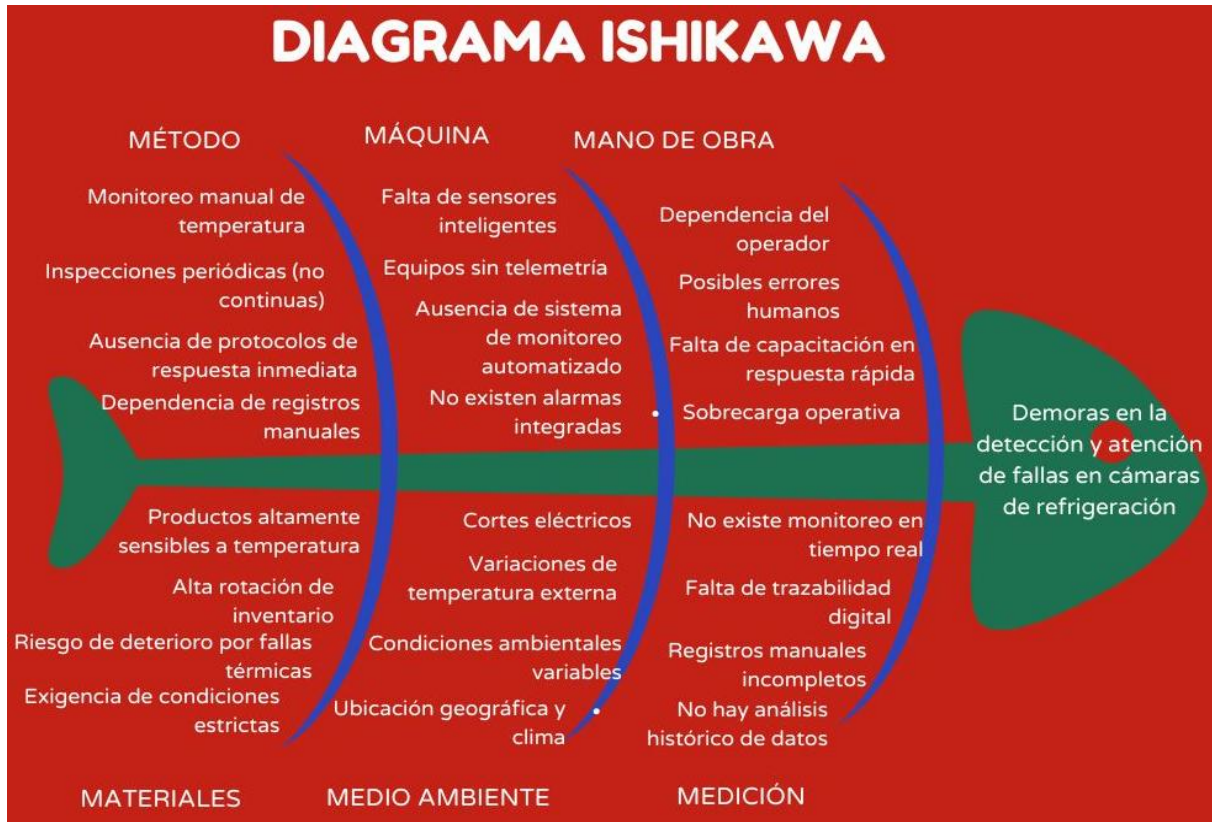 DIAGRAMA ISHIKAWA
MÉTODO
Monitoreo manual de
temperatura
Inspecciones periódicas (no
continuas)
Ausencia de protocolos de
respuesta inmediata
Dependencia de registros
manuales
MÁQUINA
Falta de sensores
inteligentes
Equipos sin telemetría
Ausencia de sistema
de monitoreo
automatizado
No existen alarmas
integradas
MANO DE OBRA
Dependencia del
operador
Posibles errores
humanos
Falta de capacitación en
respuesta rápida
• Sobrecarga operativa
Demoras en la
detección y atención
de fallas en cámaras
de refrigeración
Productos altamente
sensibles a temperatura
Alta rotación de
inventario
Riesgo de deterioro por fallas
térmicas
Exigencia de condiciones
estrictas
MATERIALES
Cortes eléctricos
Variaciones de
temperatura externa
Condiciones ambientales
variables
Ubicación geográfica y •
clima
MEDIO AMBIENTE
No existe monitoreo en
tiempo real
Falta de trazabilidad
digital
Registros manuales
incompletos
No hay análisis
histórico de datos
MEDICIÓN